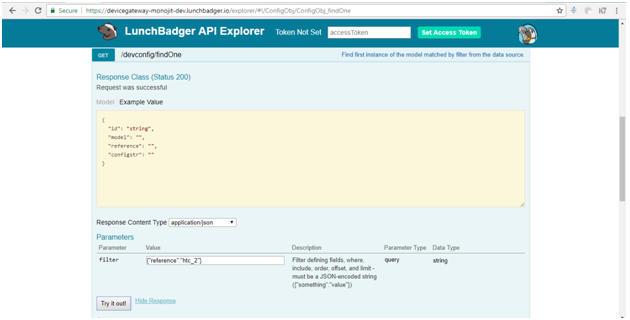 Secure https://devicegateway-monojit-dev.lunchbadger.io/explorer/#!/ConfigObj/ConfigObj_findOne
LunchBadger API Explorer Token Not Set accessToken Set Access Token
GET /devconfig/findOne Find first instance of the model matched by filter from the data source
Response Class (Status 200)
Request was successful
Model Example Value
{
"id": "string",
"model": "",
"reference": "",
"configstr": ""
}
Response Content Type application/json
Parameters
Parameter Value Description Parameter Type Data Type
filter {"reference":"htc_2"} Filter defining fields, where, query string
include, order, offset, and limit -
must be a JSON-encoded string
({"something":"value"})
Try it out! Hide Response